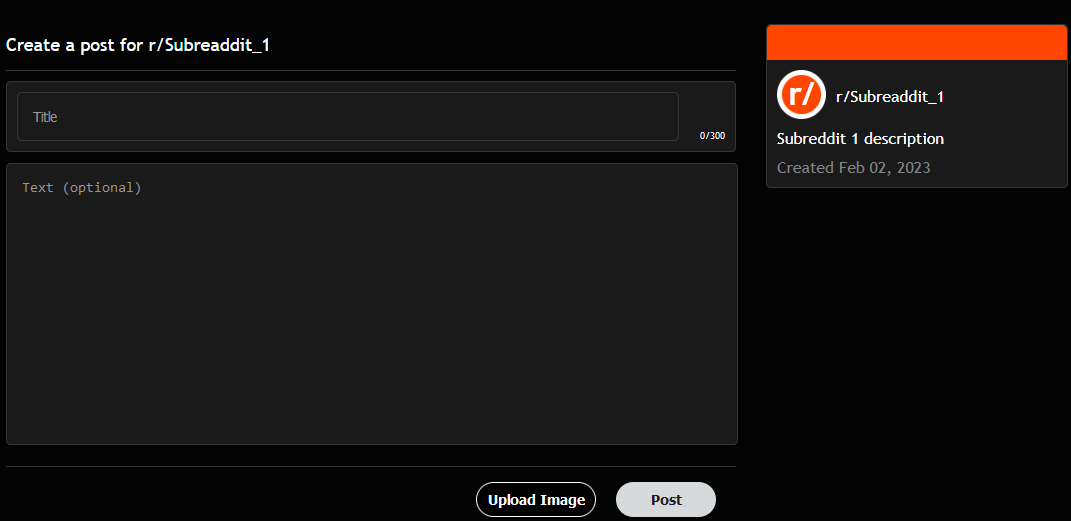 Create a post for r/Subreaddit_1
Title
0/300
Text (optional)
Upload Image
Post
r/
r/Subreaddit_1
Subreddit 1 description
Created Feb 02, 2023